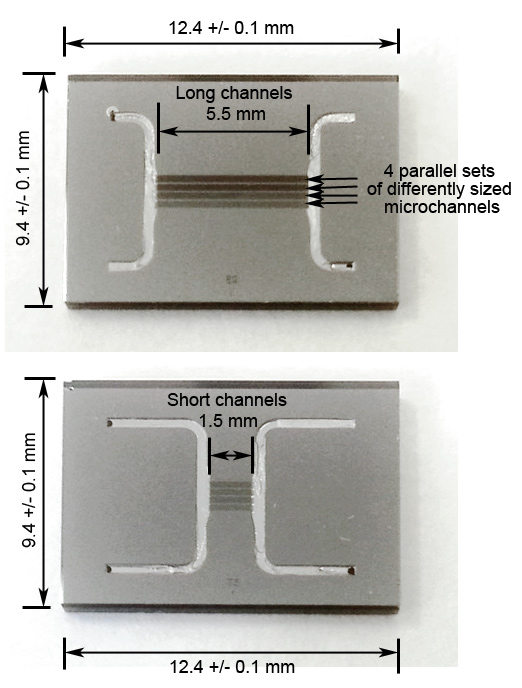 12.4 +/- 0.1 mm
Long channels
5.5 mm
4 parallel sets
of differently sized
microchannels
9.4 +/- 0.1 mm
Short channels
1.5 mm
9.4 +/- 0.1 mm
12.4 +/- 0.1 mm